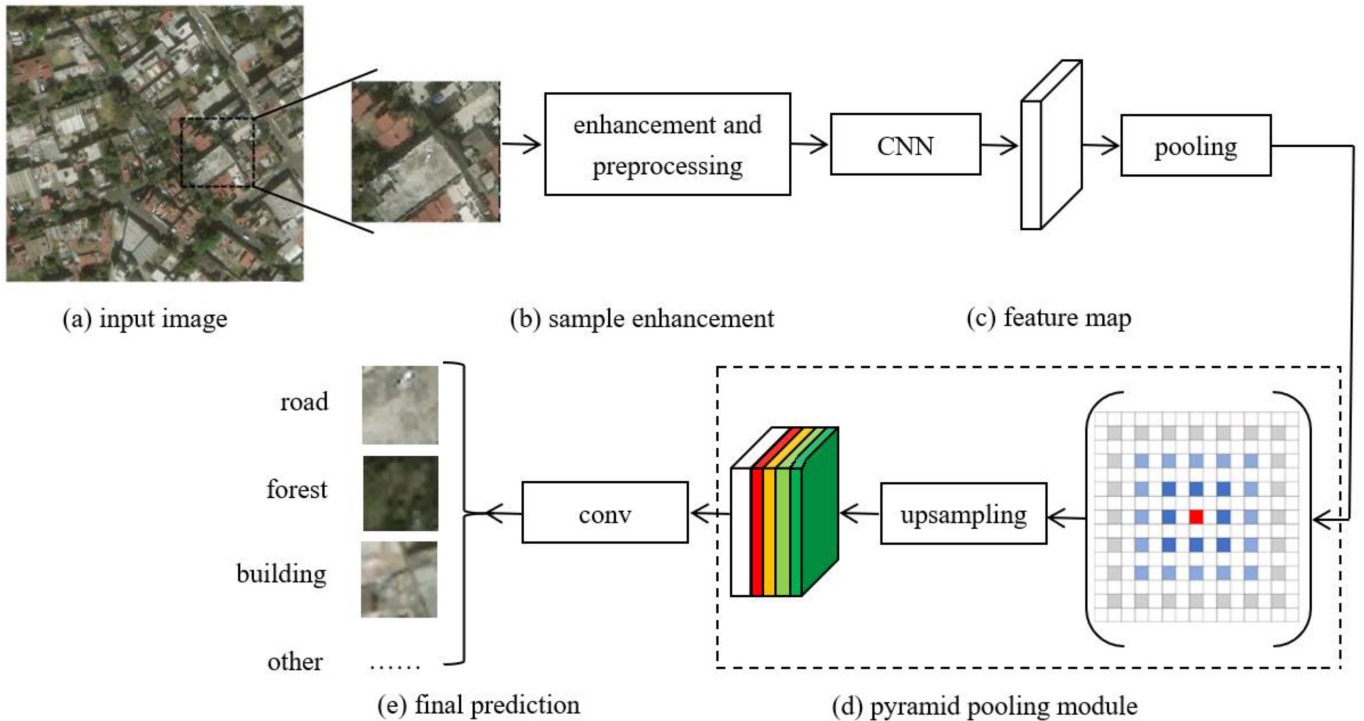 enhancement and
preprocessing
CNN
pooling
(a) input image
(b) sample enhancement
(c) feature map
road
forest
building
other
......
conv
upsampling
(e) final prediction
(d) pyramid pooling module